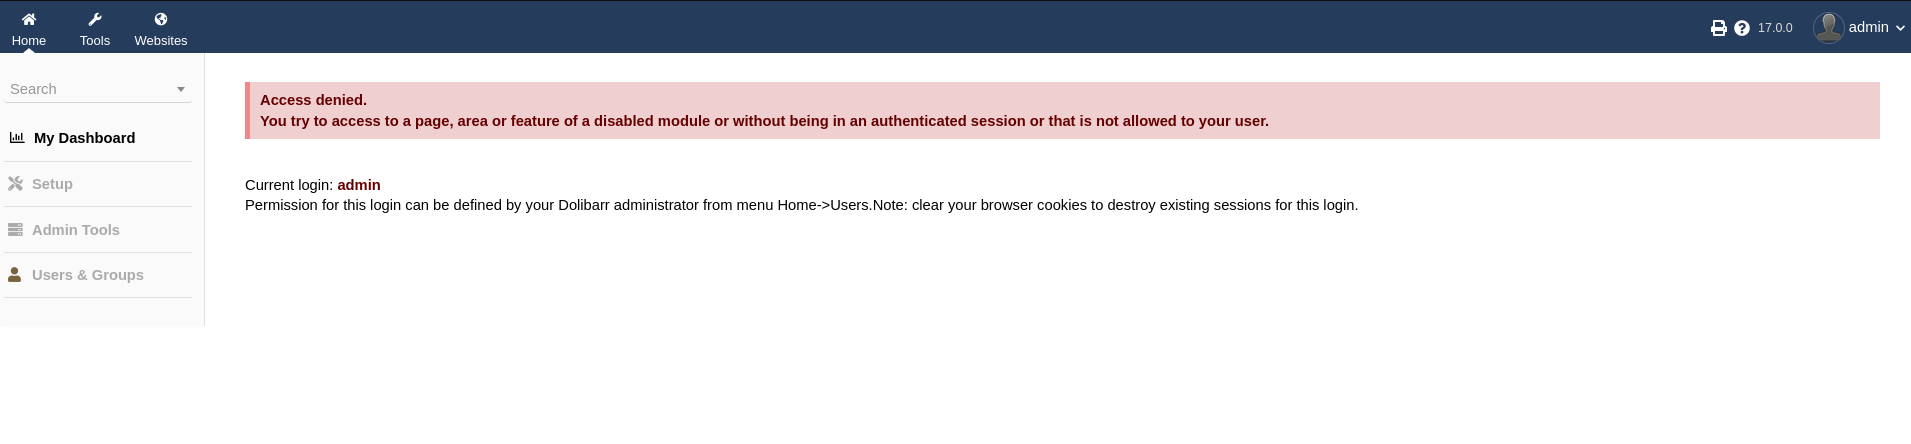 Home
Tools
Websites
17.0.0
admin
Search
My Dashboard
Setup
Admin Tools
Users & Groups
Access denied.
You try to access to a page, area or feature of a disabled module or without being in an authenticated session or that is not allowed to your user.
Current login: admin
Permission for this login can be defined by your Dolibarr administrator from menu Home->Users.Note: clear your browser cookies to destroy existing sessions for this login.